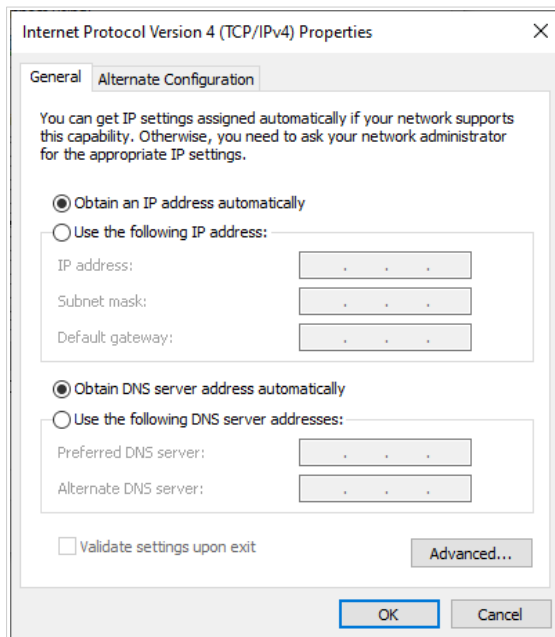 Internet Protocol Version 4 (TCP/IPv4) Properties
General
Alternate Configuration
You can get IP settings assigned automatically if your network supports
this capability. Otherwise, you need to ask your network administrator
for the appropriate IP settings.
Obtain an IP address automatically
Use the following IP address:
IP address:
Subnet mask:
Default gateway:
Obtain DNS server address automatically
Use the following DNS server addresses:
Preferred DNS server:
Alternate DNS server:
Validate settings upon exit
Advanced...
OK
Cancel